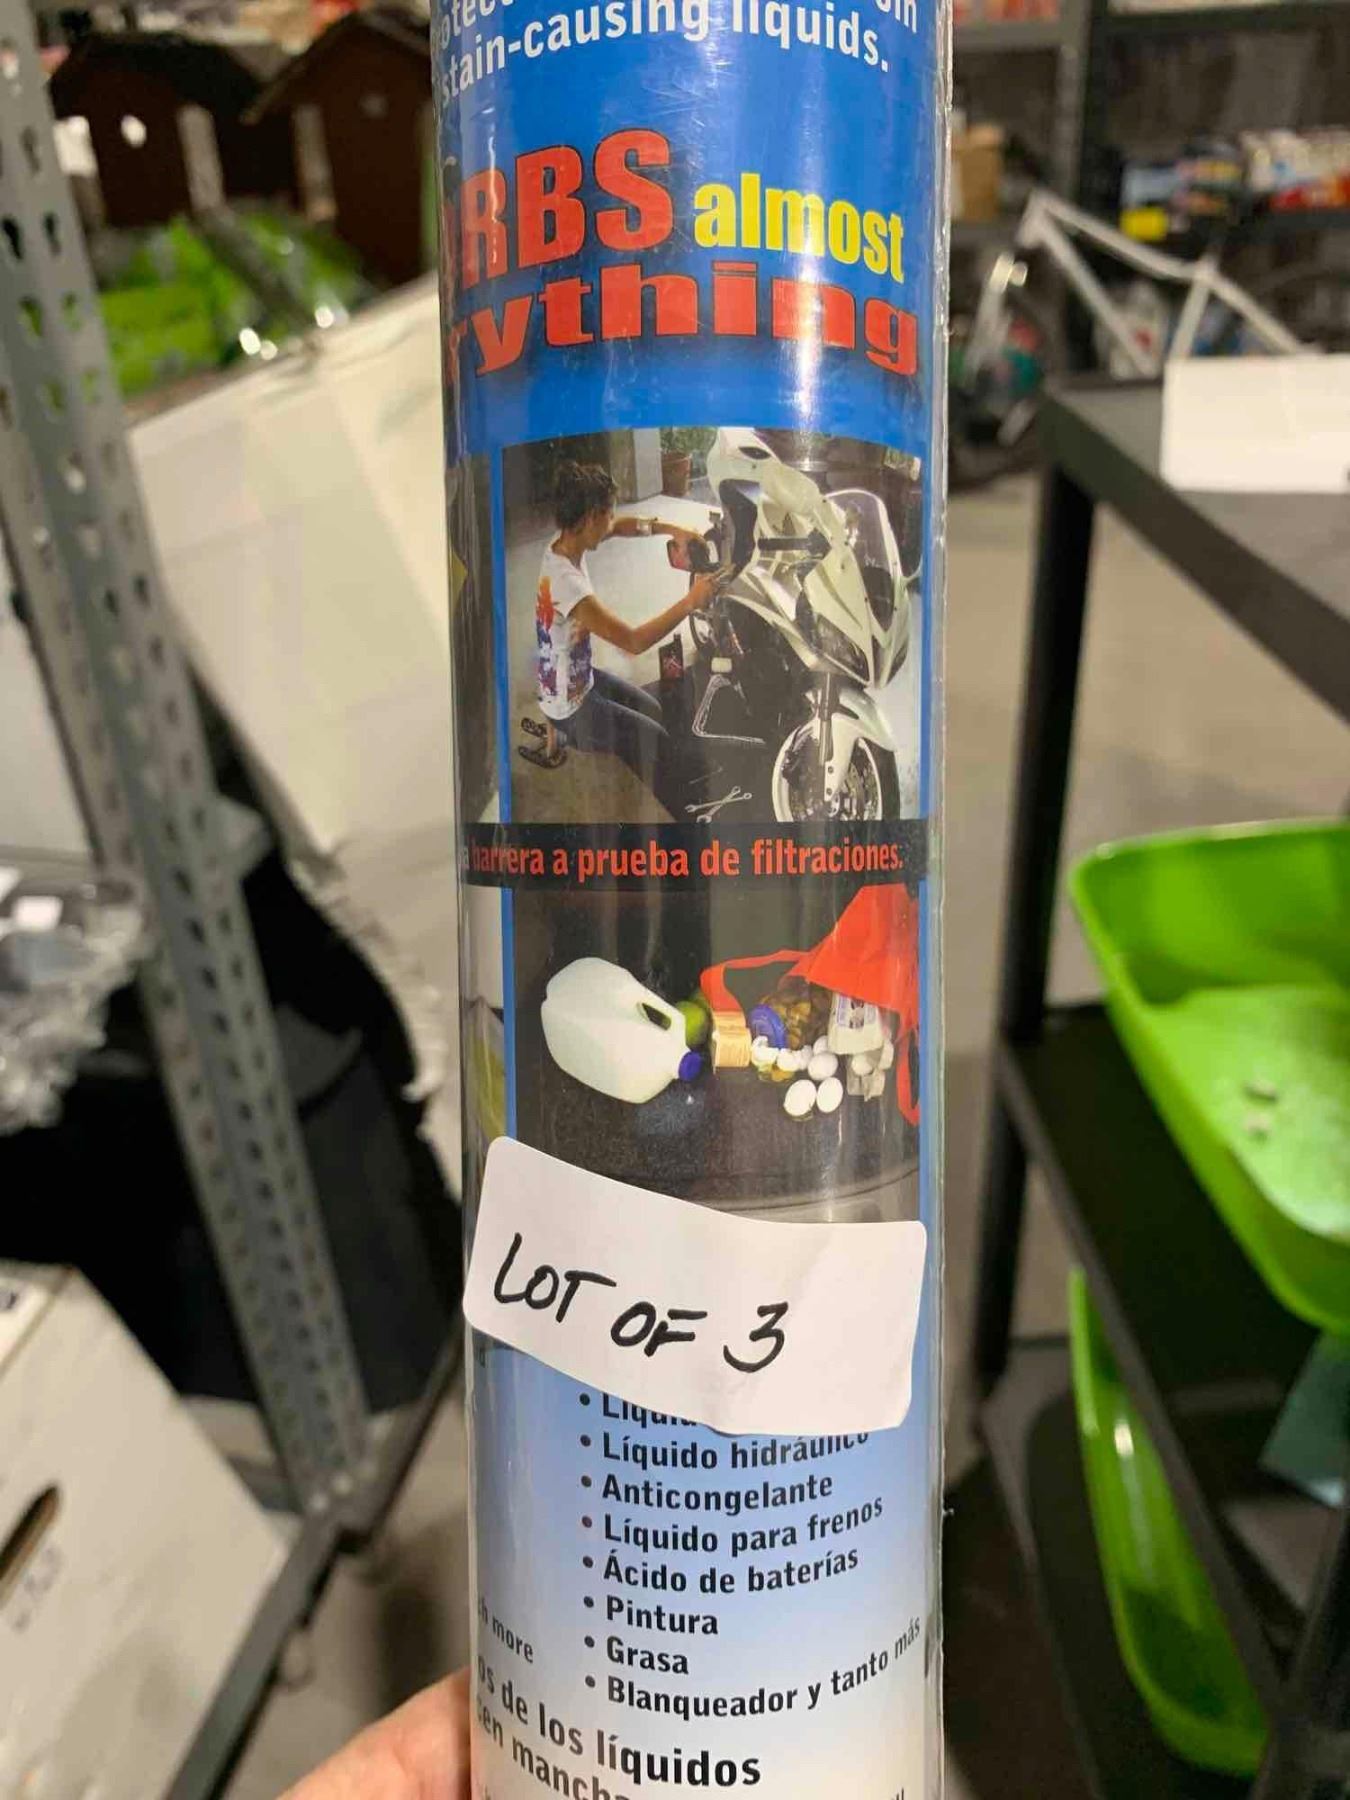 stain-causing liquids.
RBS almost
ything
barrera a prueba de filtraciones.
LOT OF 3
• Líquido hidráulico
• Anticongelante
• Líquido para frenos
• Ácido de baterías
• Pintura
• Grasa
• Blanqueador y tanto más
more
de los líquidos